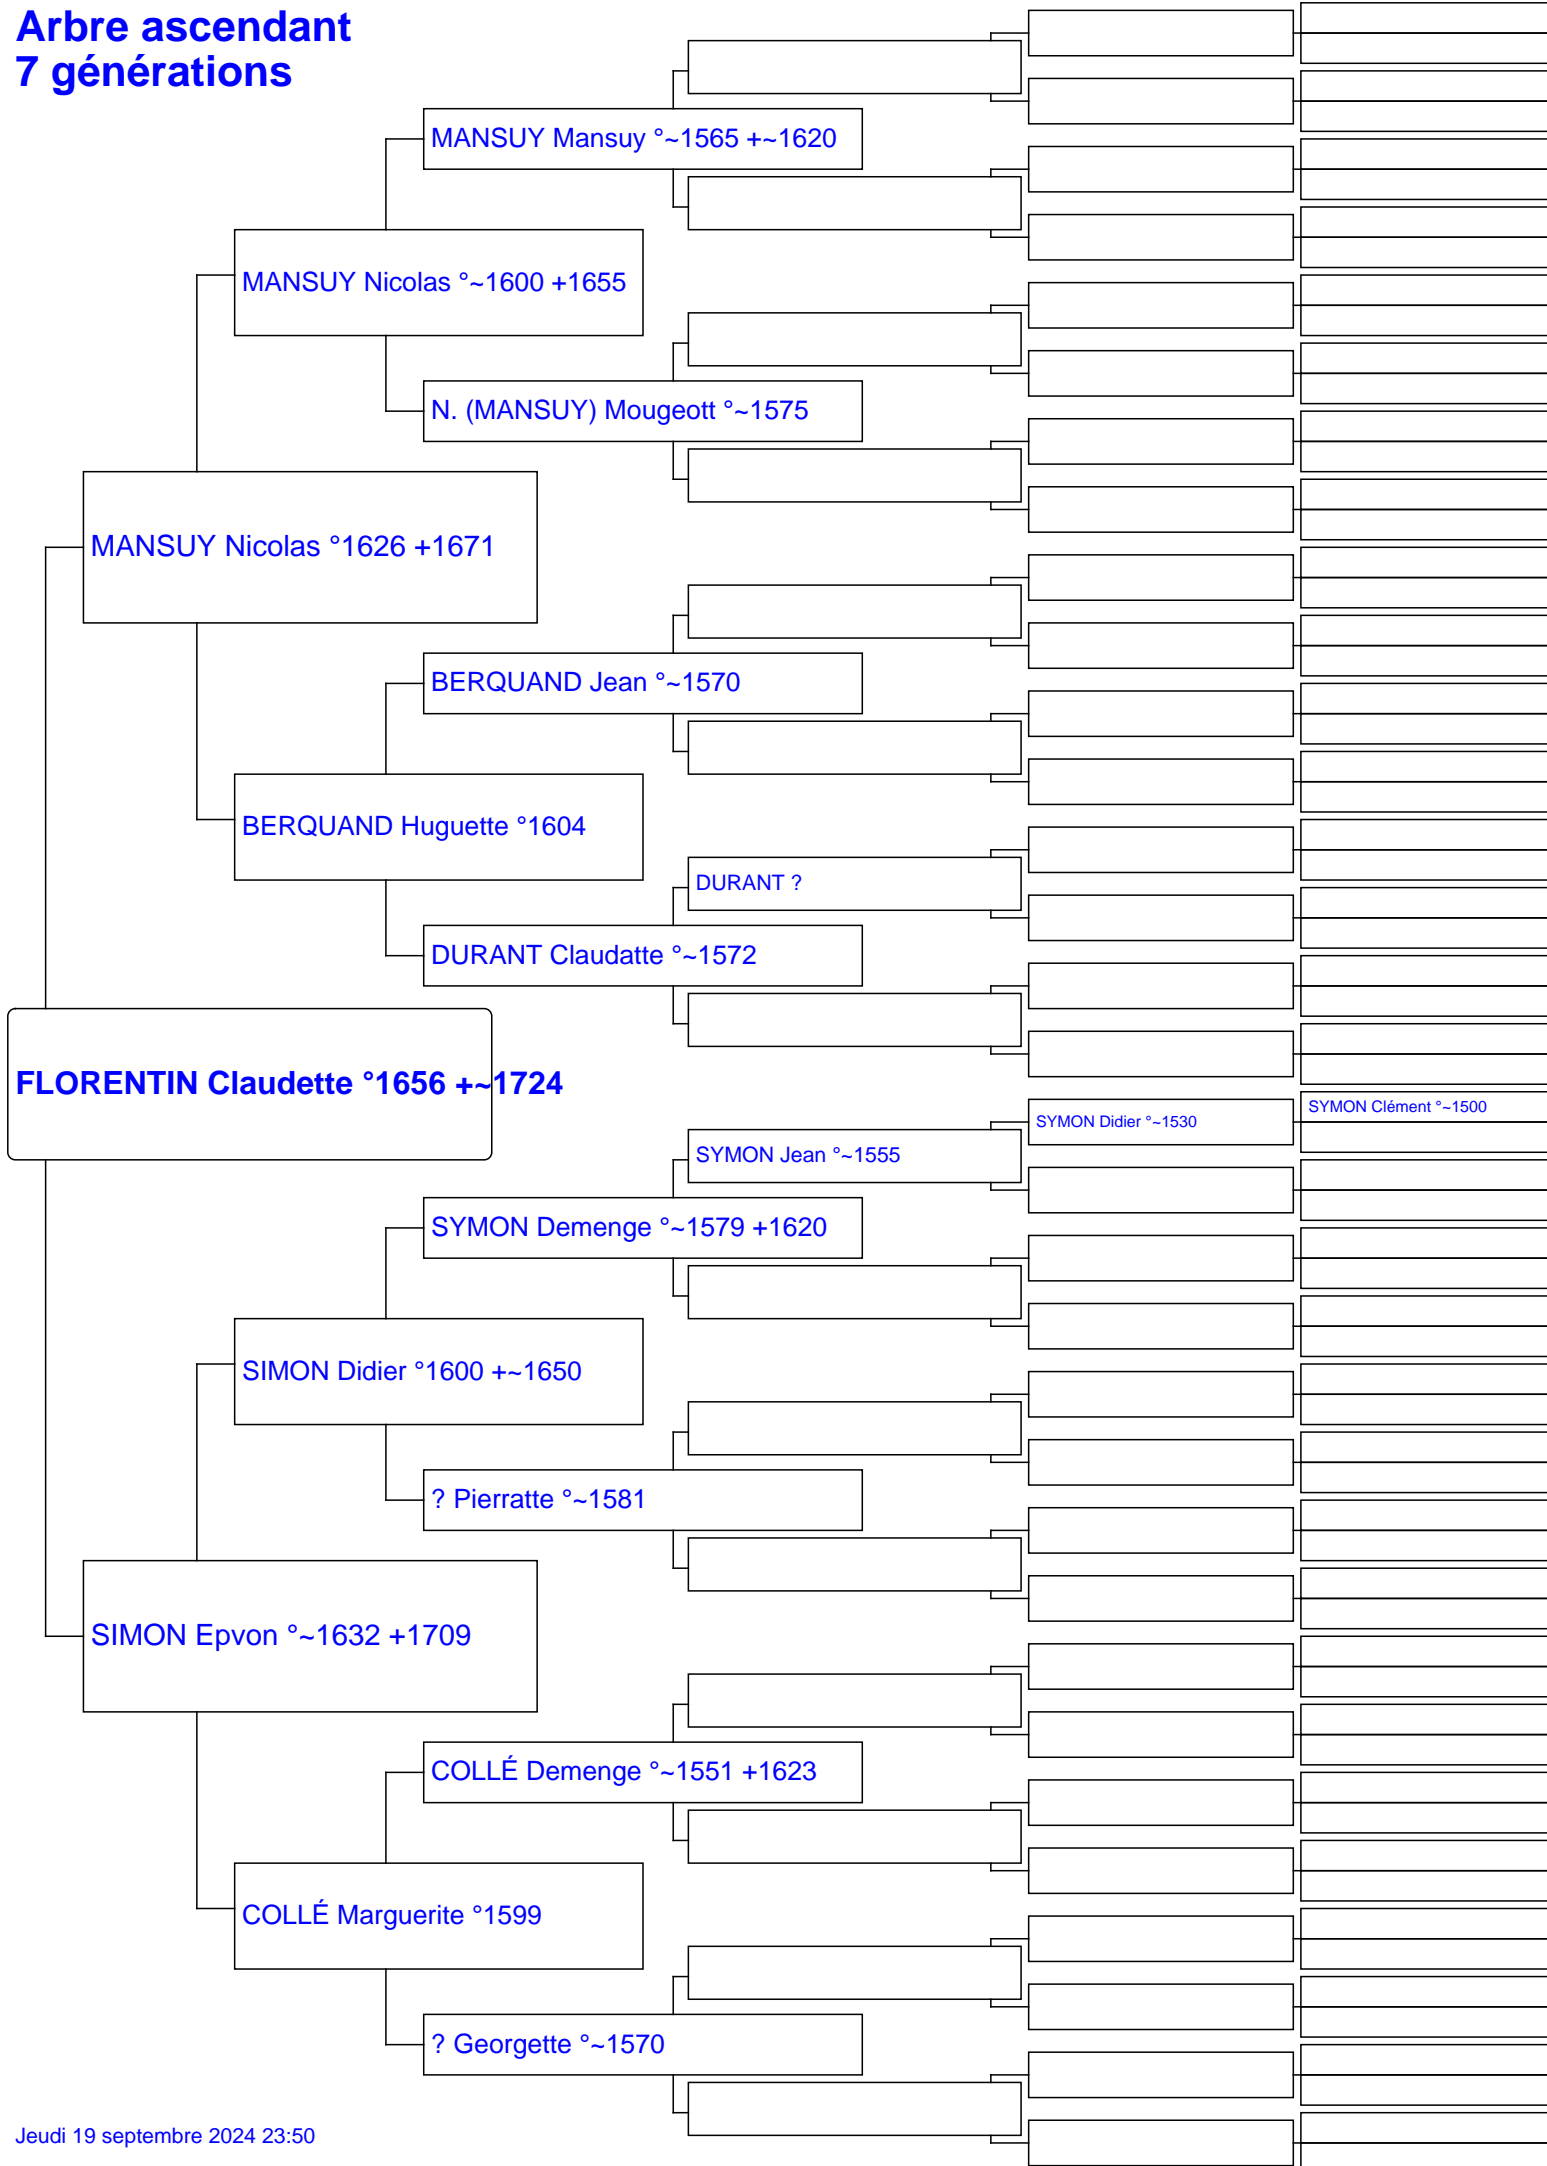 Arbre ascendant
7 générations
MANSUY Mansuy °~1565 +~1620
MANSUY Nicolas °~1600 +1655
N. (MANSUY) Mougeott °~1575
MANSUY Nicolas °1626 +1671
BERQUAND Jean °~1570
BERQUAND Huguette °1604
DURANT ?
DURANT Claudatte °~1572
FLORENTIN Claudette °1656 +~1724
SYMON Clément °~1500
SYMON Didier °~1530
SYMON Jean °~1555
SYMON Demenge °~1579 +1620
SIMON Didier °1600 +~1650
? Pierratte °~1581
SIMON Epvon °~1632 +1709
COLLÉ Demenge °~1551 +1623
COLLÉ Marguerite °1599
? Georgette °~1570
Jeudi 19 septembre 2024 23:50